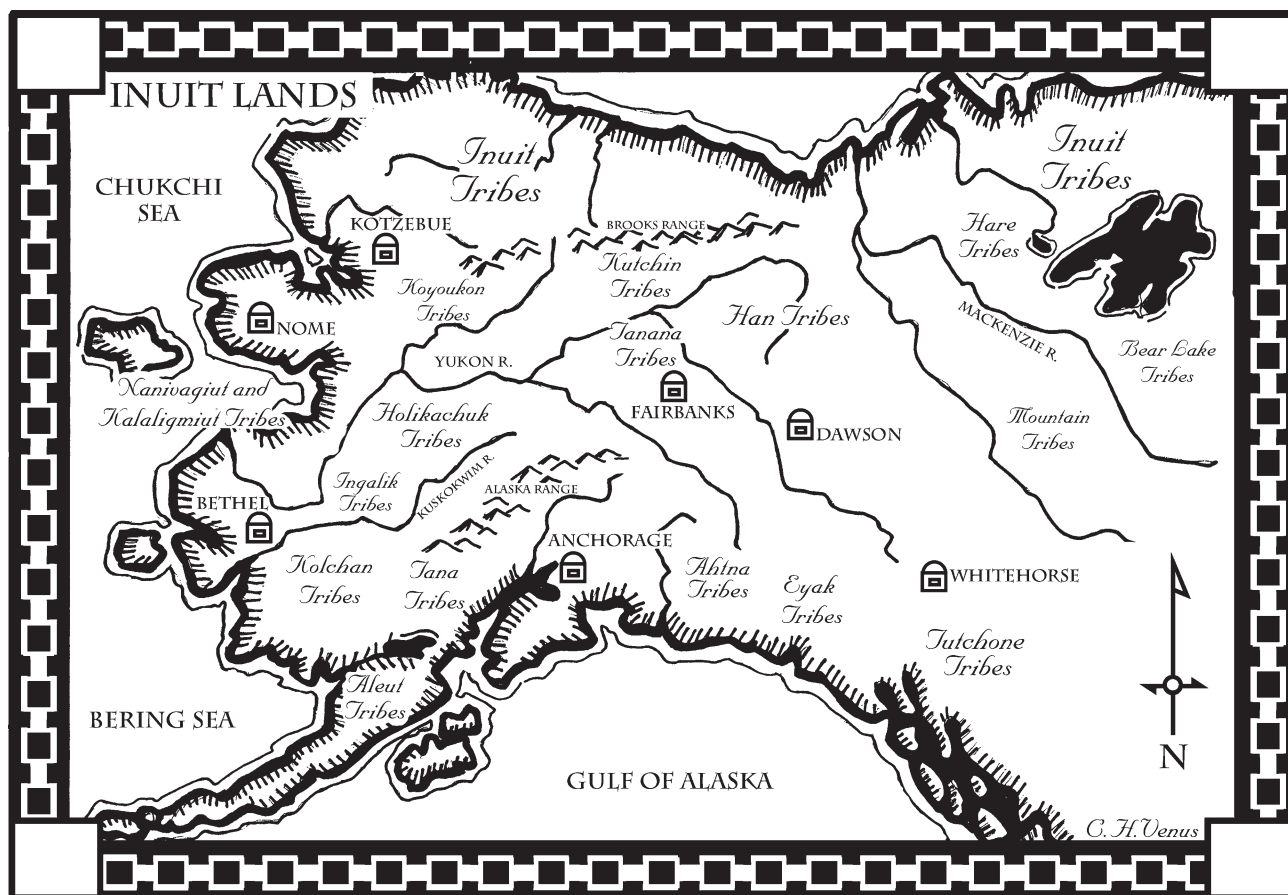 INUIT LANDS
CHUKCHI
SEA
Inuit
Tribes
Inuit
Tribes
KOTZEBUE
BROOKS RANGE
Hare
Tribes
Kutchin
Tribes
Koyoukon
Tribes
NOME
Han Tribes
Tanana
Tribes
MACKENZIE R.
Bear Lake
Tribes
YUKON R.
Nanivagiut and
Kalaligmiut Tribes
FAIRBANKS
Holikachuk
Tribes
DAWSON
Mountain
Tribes
Ingalik
Tribes
KUSKOKWIM R.
ALASKA RANGE
BETHEL
ANCHORAGE
Kolchan
Tribes
Tana
Tribes
Ahtna
Tribes
Eyak
Tribes
WHITEHORSE
Tutchone
Tribes
Aleut
Tribes
BERING SEA
GULF OF ALASKA
N
C.H.Venus